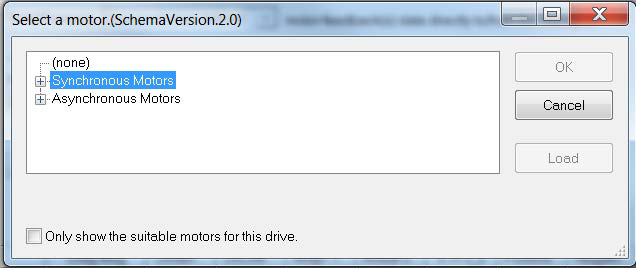 Select a motor.(SchemaVersion.2.0)
(none)
Synchronous Motors
Asynchronous Motors
OK
Cancel
Load
Only show the suitable motors for this drive.